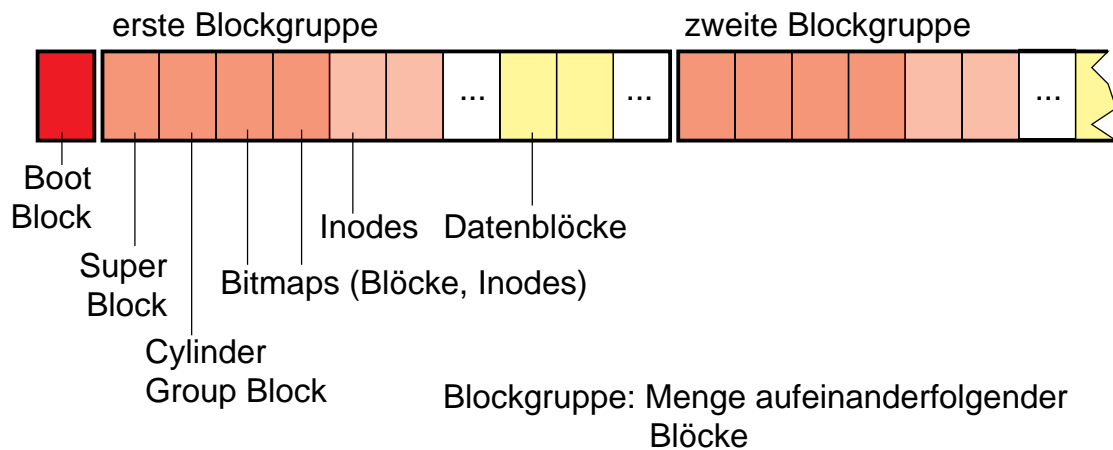 erste Blockgruppe
zweite Blockgruppe
...
...
...
Boot
Block
Inodes
Datenblöcke
Super
Block
Bitmaps (Blöcke, Inodes)
Cylinder
Group Block
Blockgruppe: Menge aufeinanderfolgender
Blöcke